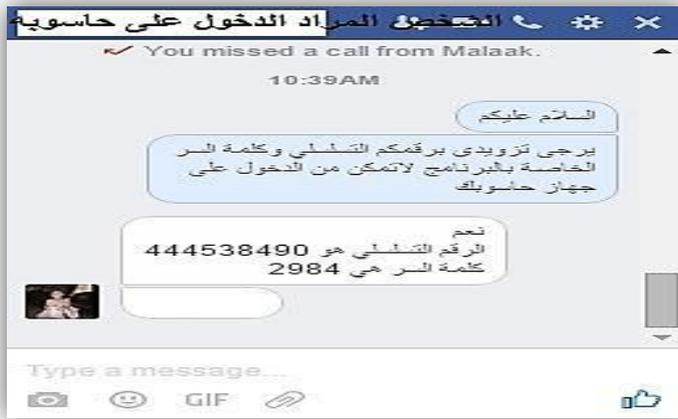 الشخص المراد الدخول على حاسوبه
You missed a call from Malaak.
10:39AM
السلام عليكم
يرجى تزويدي برقمكم التسلسلي وكلمة السر
الخاصة بالبرنامج لاتمكن من الدخول على
جهاز حاسوبك
نعم
الرقم التسلسلي هو 444538490
كلمة السر هي 2984
Type a message...
GIF